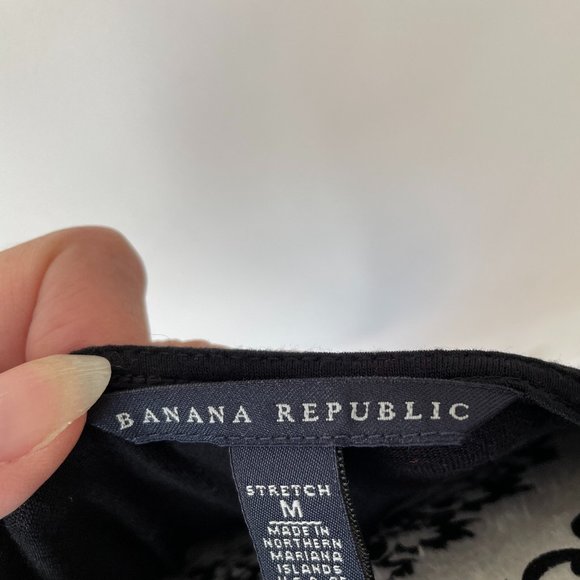 BANANA REPUBLIC
STRETCH
M
MADE IN
NORTHERN
MARIANA
ISLANDS